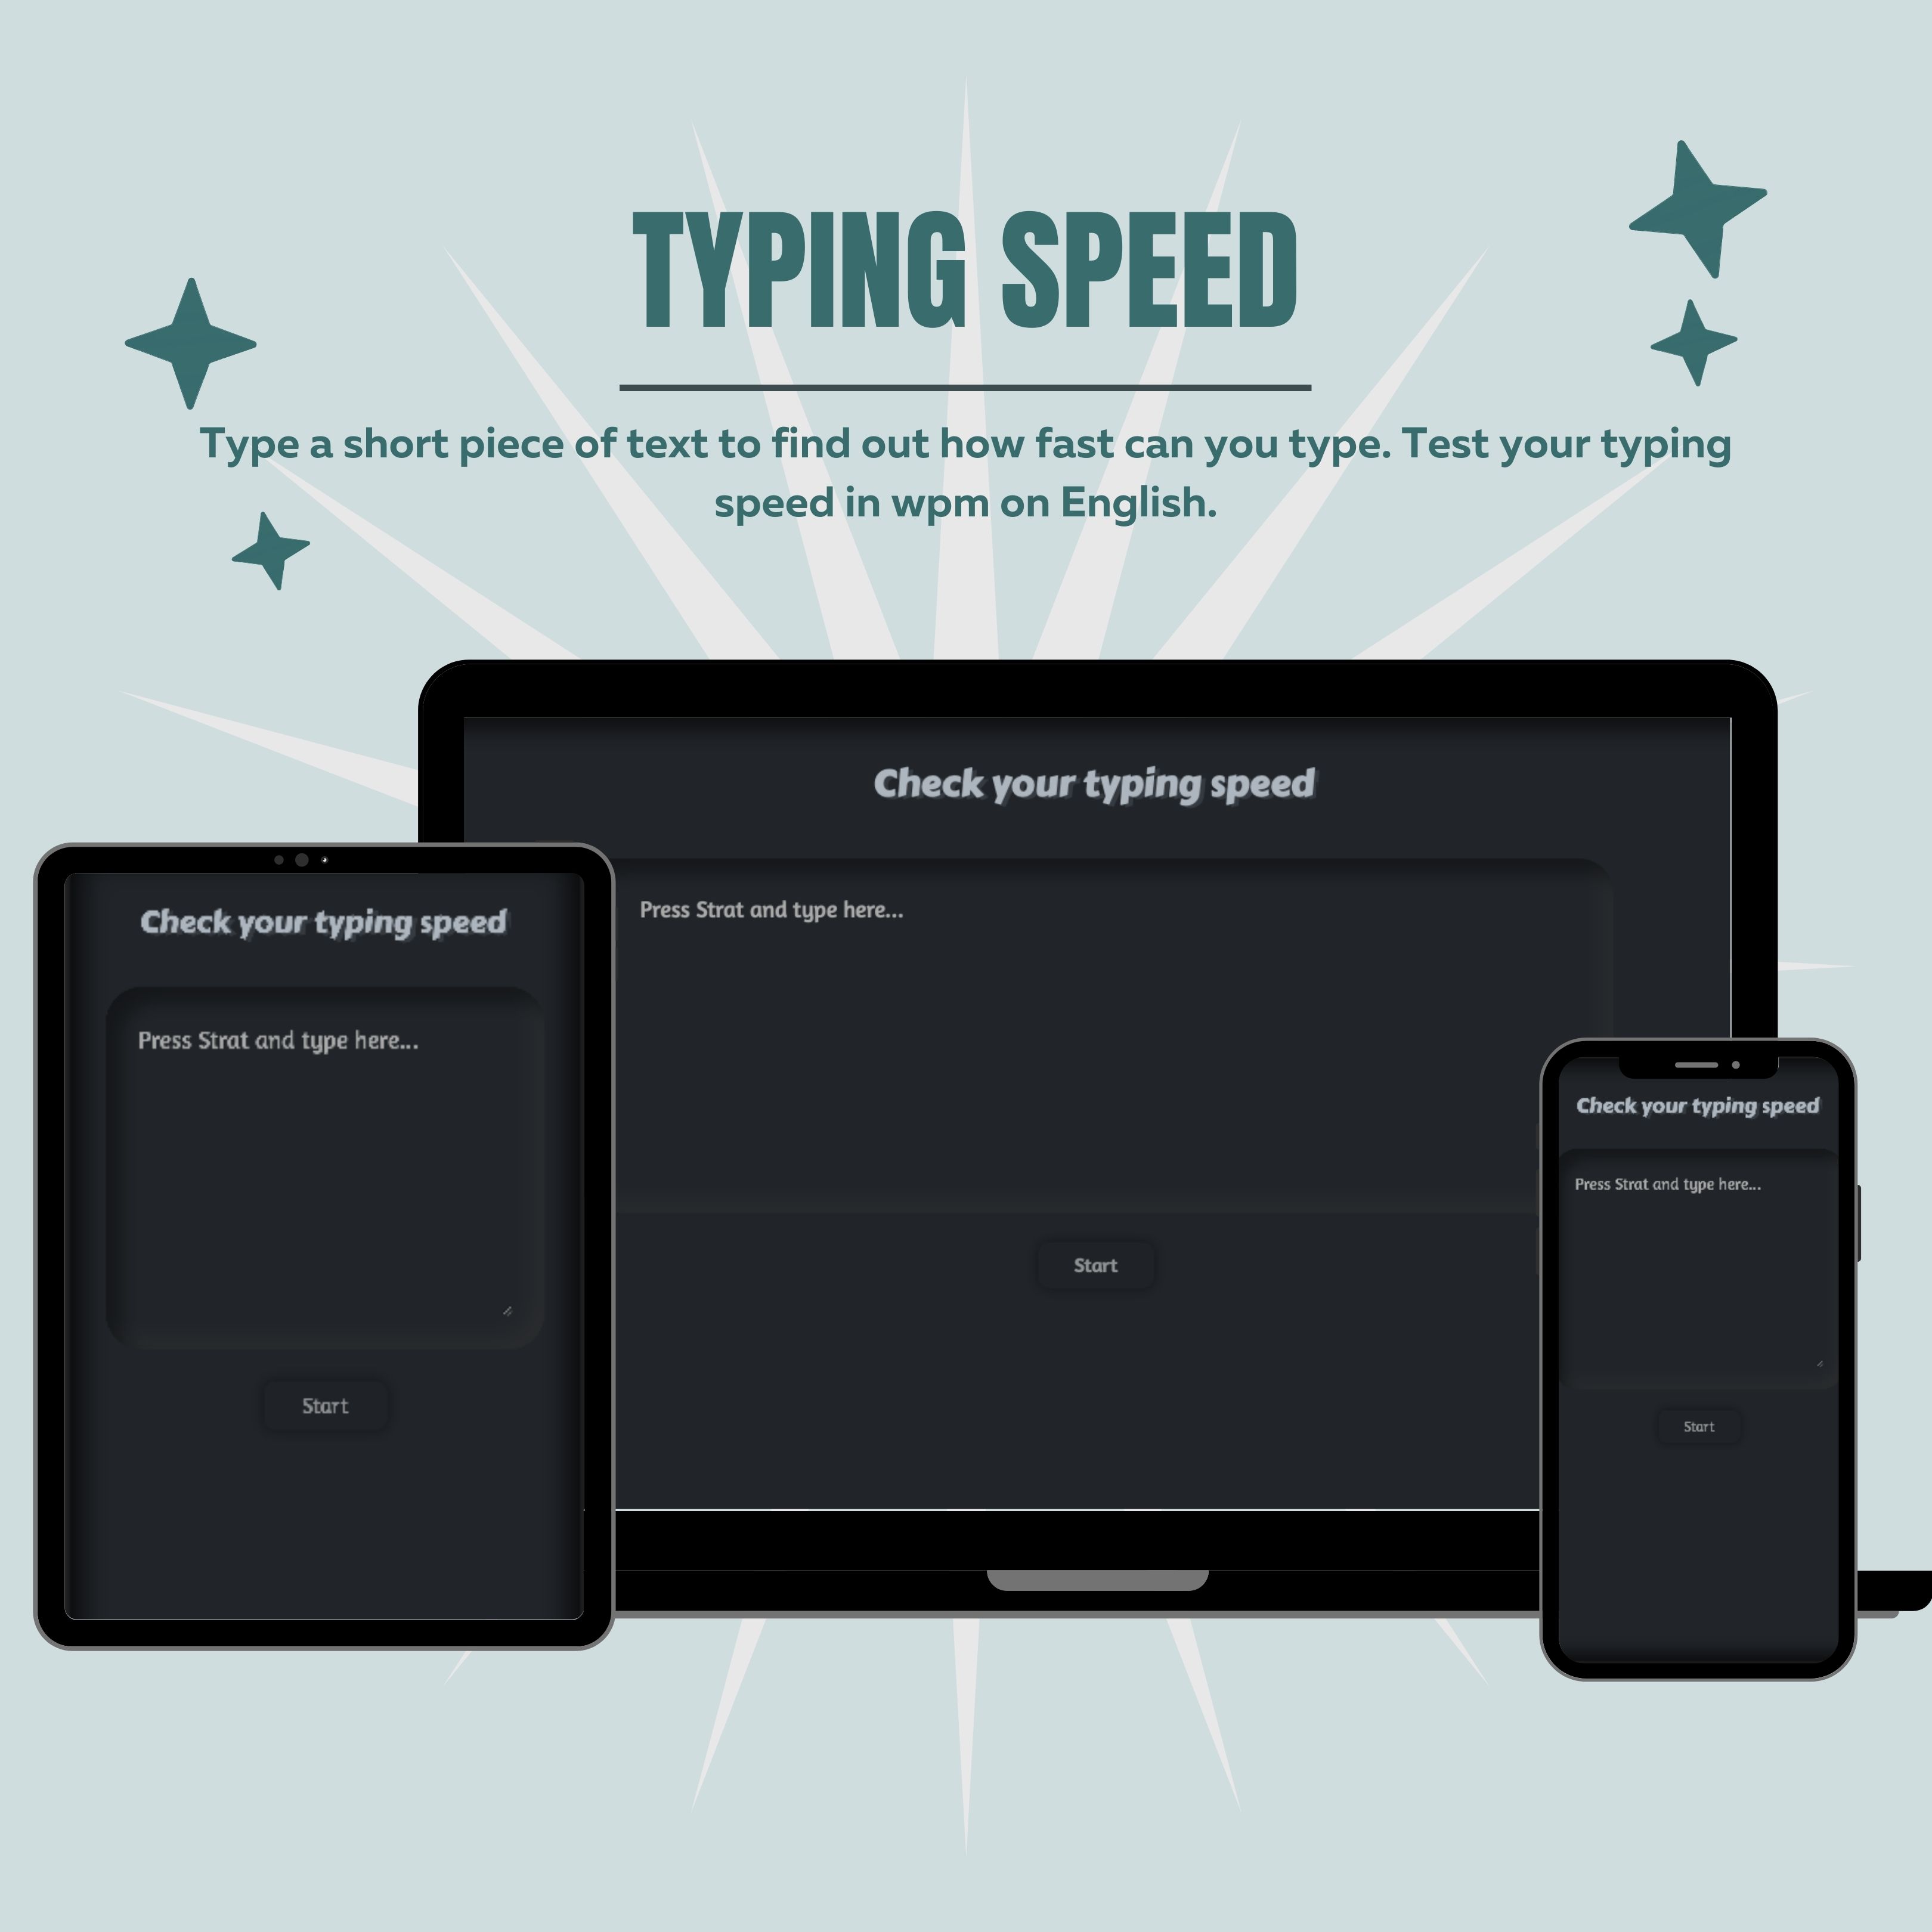 TYPING SPEED
Type a short piece of text to find out how fast can you type. Test your typing
speed in wpm on English.
Check your typing speed
Press Strat and type here...
Start
Check your typing speed
Press Strat and type here...
Start
Check your typing speed
Press Strat and type here...
Start